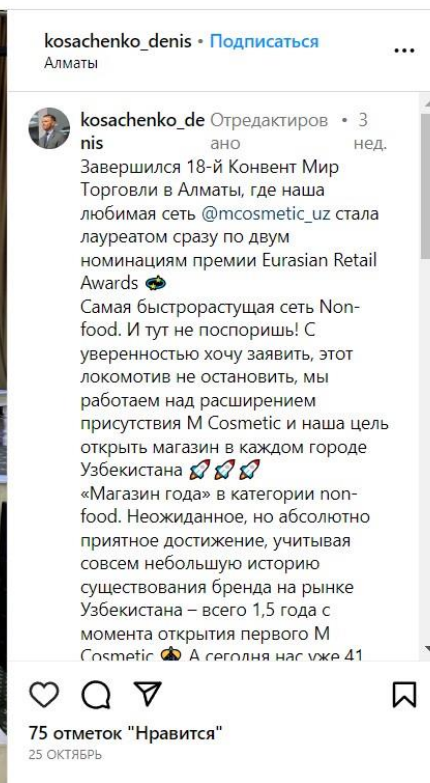 kosachenko_denis • Подписаться
Алматы
kosachenko_de Отредактиров • 3
nis ано нед.
Завершился 18-й Конвент Мир
Торговли в Алматы, где наша
любимая сеть @mcosmetic_uz стала
лауреатом сразу по двум
номинациям премии Eurasian Retail
Awards 💫
Самая быстрорастущая сеть Non-
food. И тут не поспоришь! С
уверенностью хочу заявить, этот
локомотив не остановить, мы
работаем над расширением
присутствия M Cosmetic и наша цель
открыть магазин в каждом городе
Узбекистана 🚀🚀🚀
«Магазин года» в категории non-
food. Неожиданное, но абсолютно
приятное достижение, учитывая
совсем небольшую историю
существования бренда на рынке
Узбекистана – всего 1,5 года с
момента открытия первого M
Cosmetic А сегодня нас уже 41
75 отметок "Нравится"
25 ОКТЯБРЬ